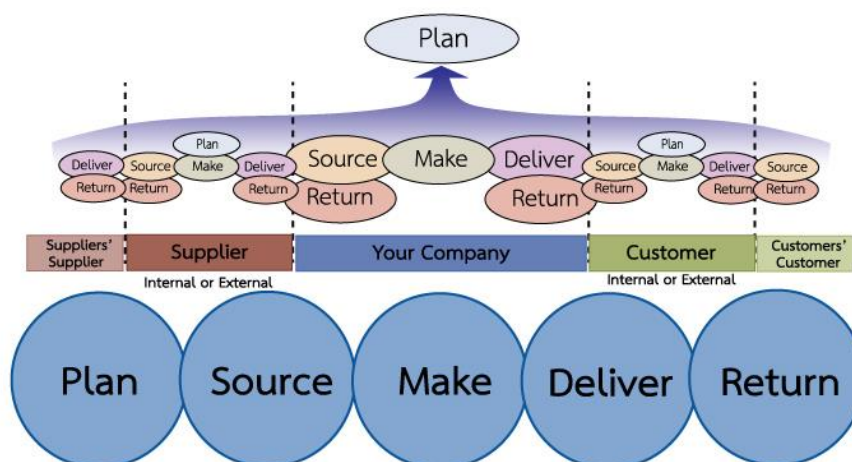 Plan
Plan
Plan
Deliver
Source
Make
Deliver
Source
Make
Deliver
Source
Make
Deliver
Source
Return
Return
Return
Return
Return
Return
Return
Return
Suppliers'
Supplier
Supplier
Your Company
Customer
Customers'
Customer
Internal or External
Internal or External
Plan
Source
Make
Deliver
Return